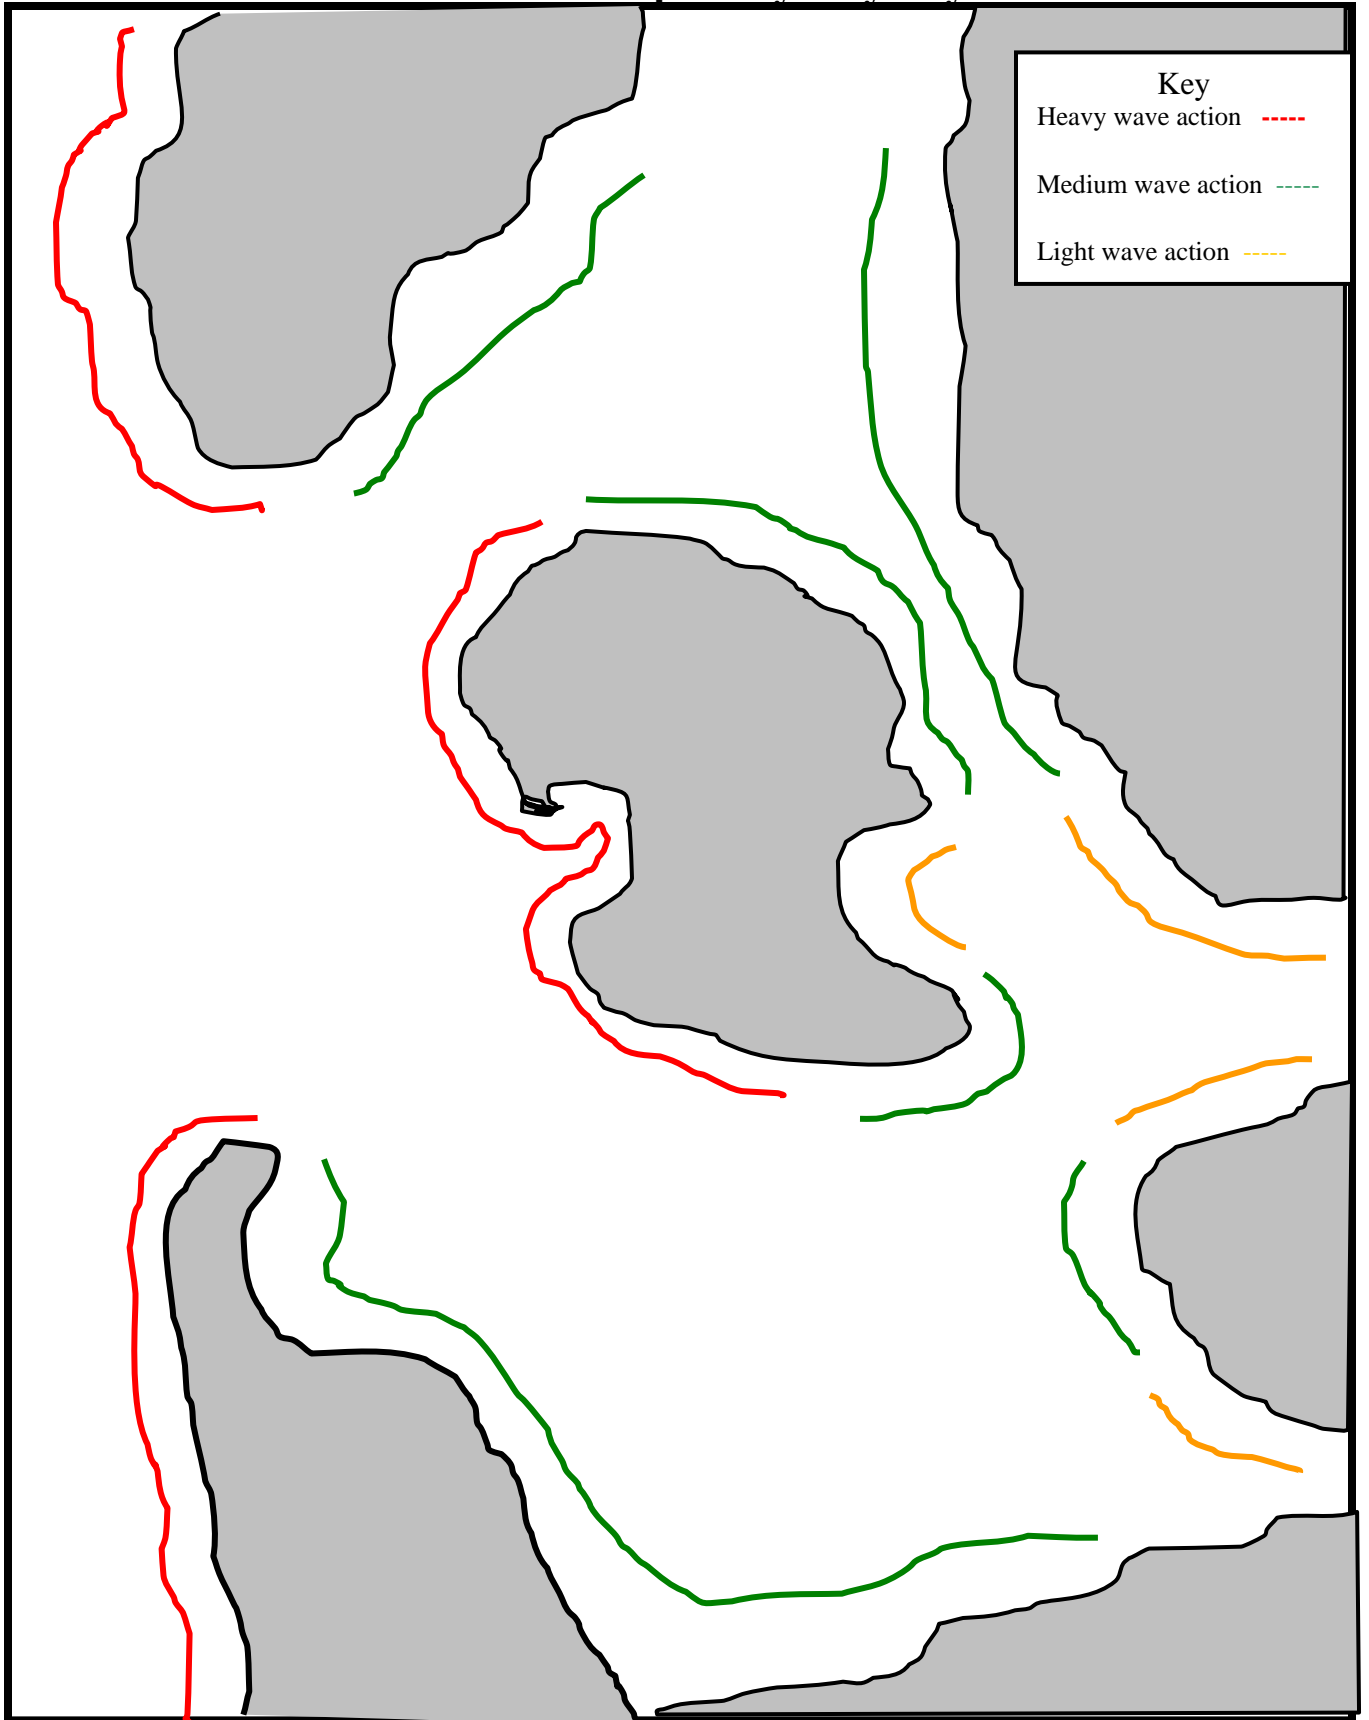 Key
Heavy wave action -----
Medium wave action -----
Light wave action -----